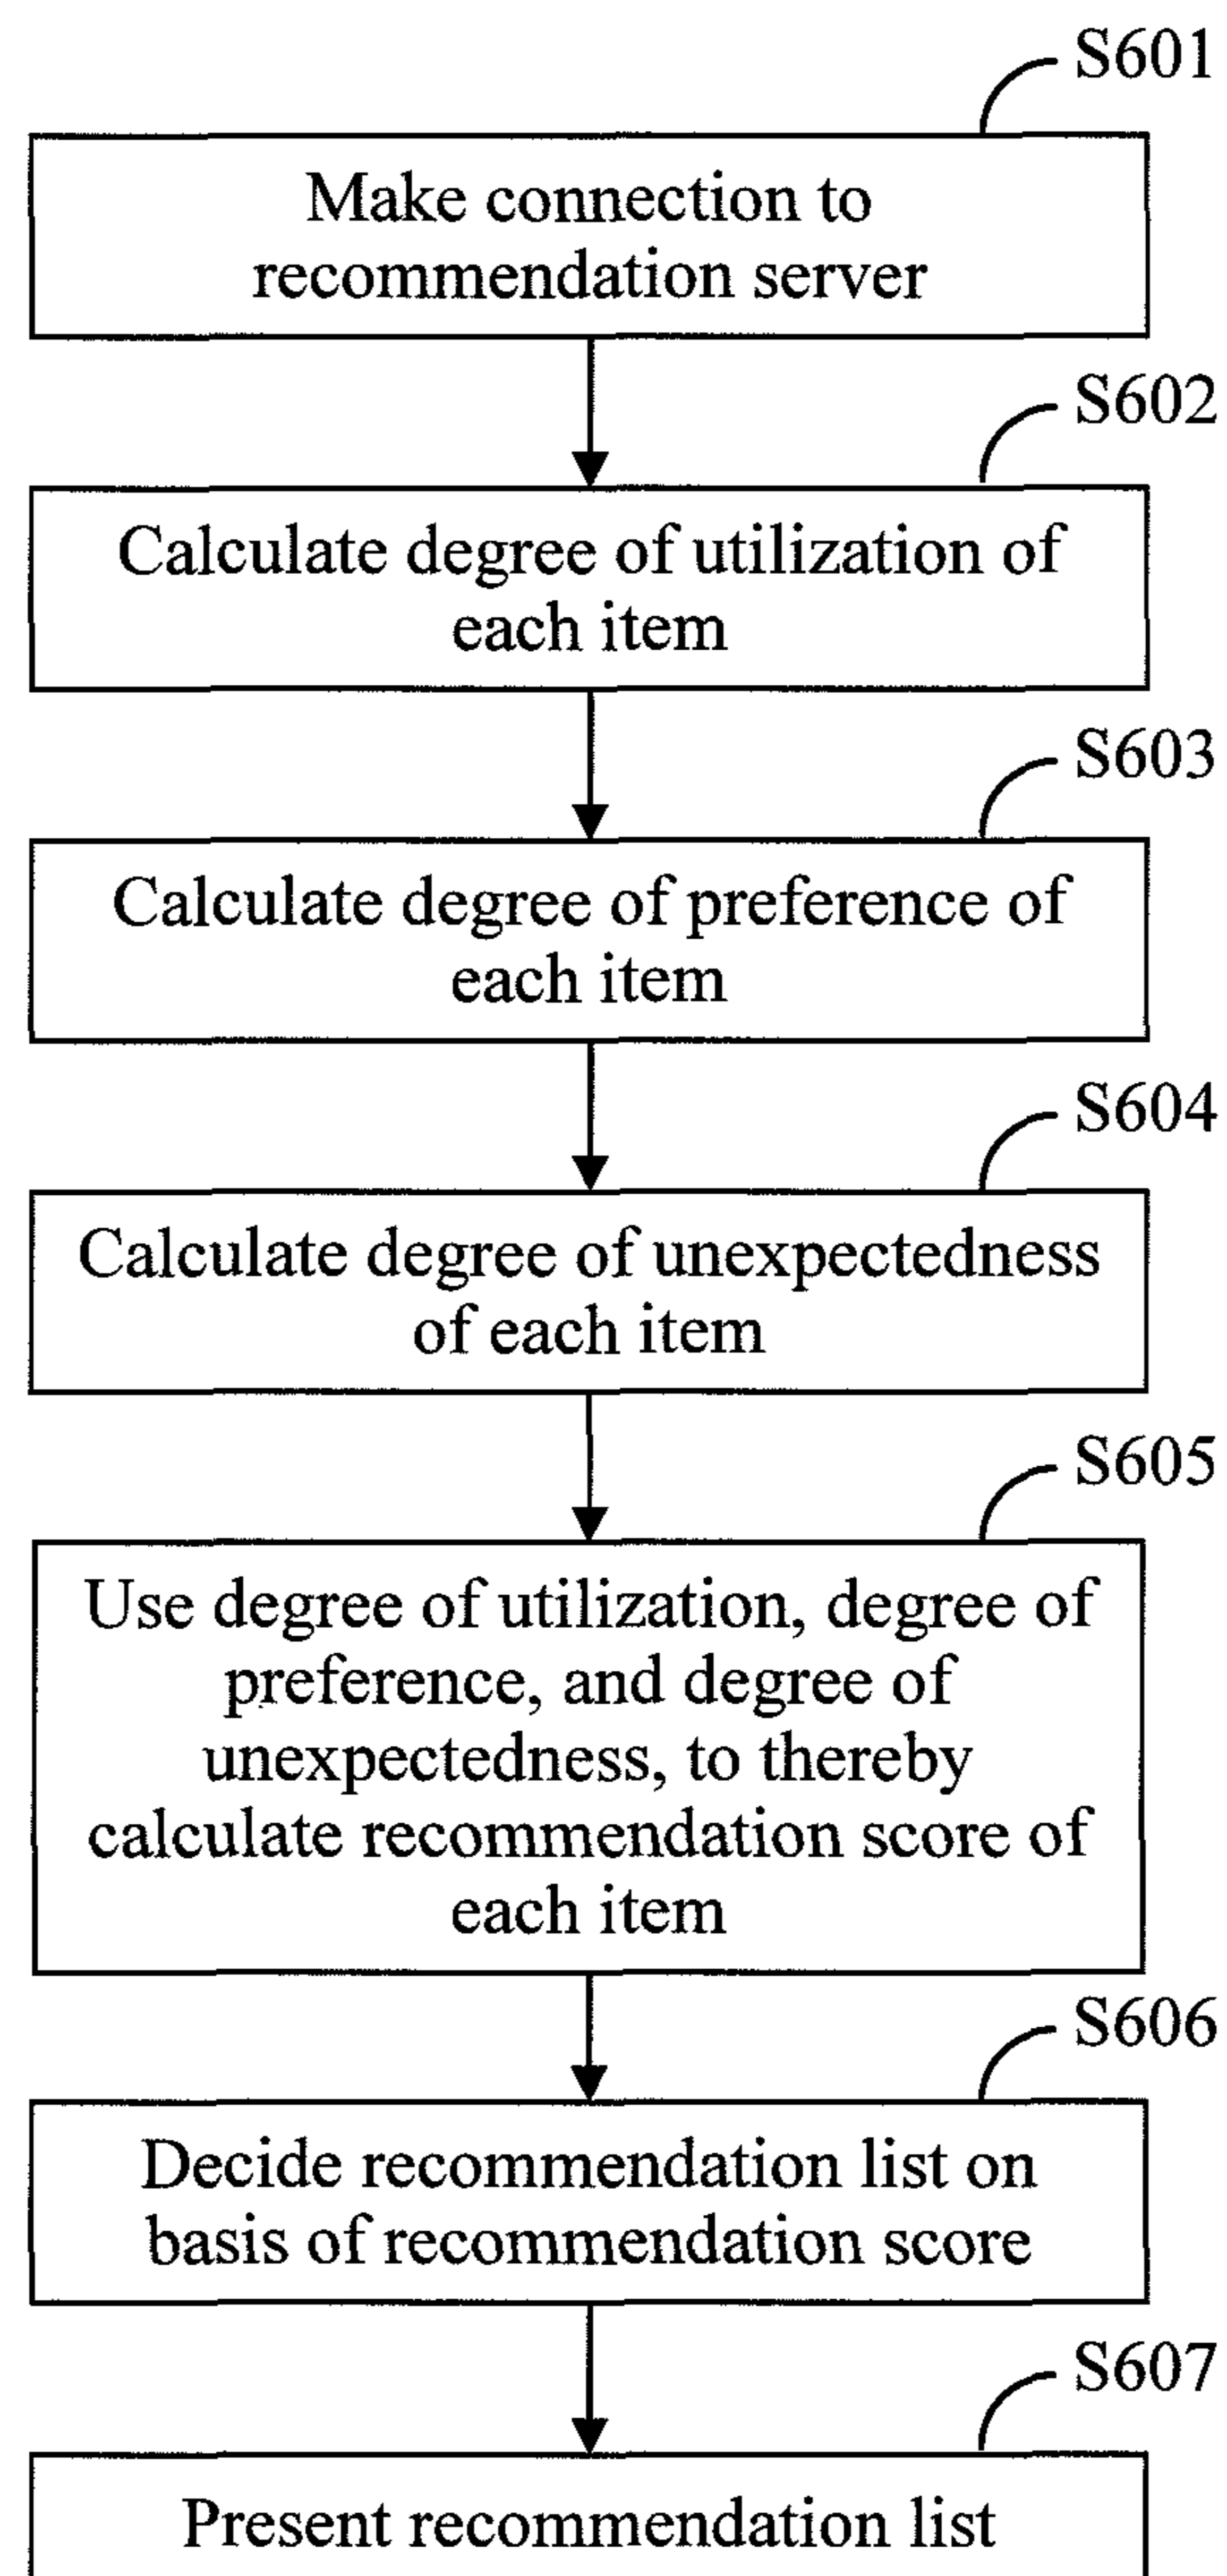 S601
Make connection to
recommendation server
S602
Calculate degree of utilization of
each item
S603
Calculate degree of preference of
each item
S604
Calculate degree of unexpectedness
of each item
S605
Use degree of utilization, degree of
preference, and degree of
unexpectedness, to thereby
calculate recommendation score of
each item
S606
Decide recommendation list on
basis of recommendation score
S607
Present recommendation list